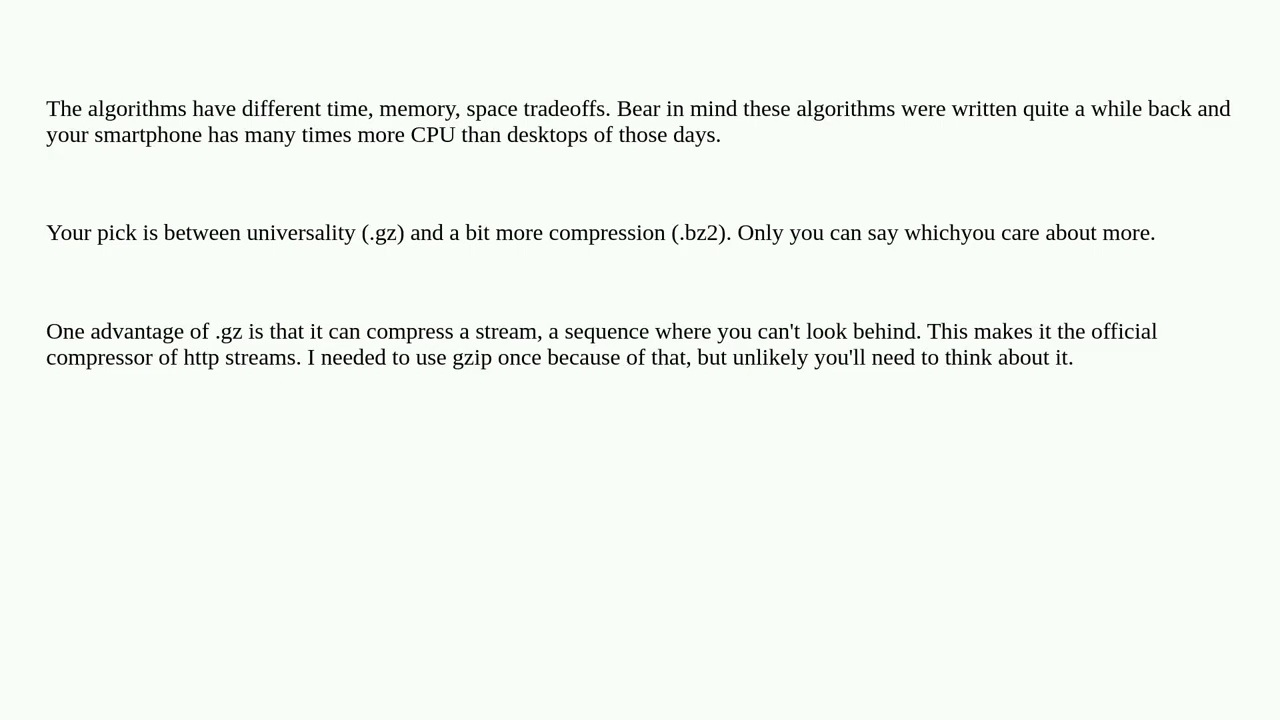 The algorithms have different time, memory, space tradeoffs. Bear in mind these algorithms were written quite a while back and
your smartphone has many times more CPU than desktops of those days.
Your pick is between universality (.gz) and a bit more compression (.bz2). Only you can say whichyou care about more.
One advantage of .gz is that it can compress a stream, a sequence where you can't look behind. This makes it the official
compressor of http streams. I needed to use gzip once because of that, but unlikely you'll need to think about it.